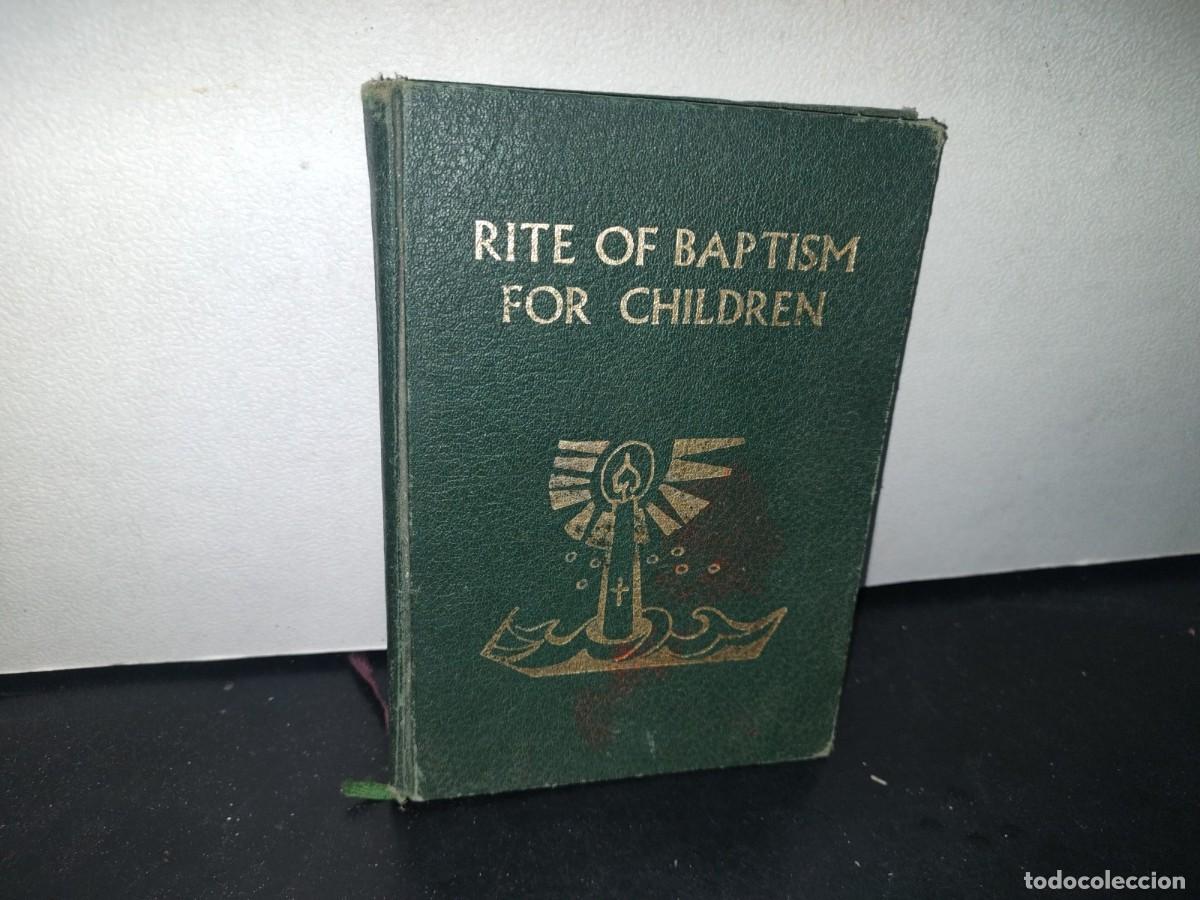 RITE OF BAPTISM
FOR CHILDREN
todocoleccion